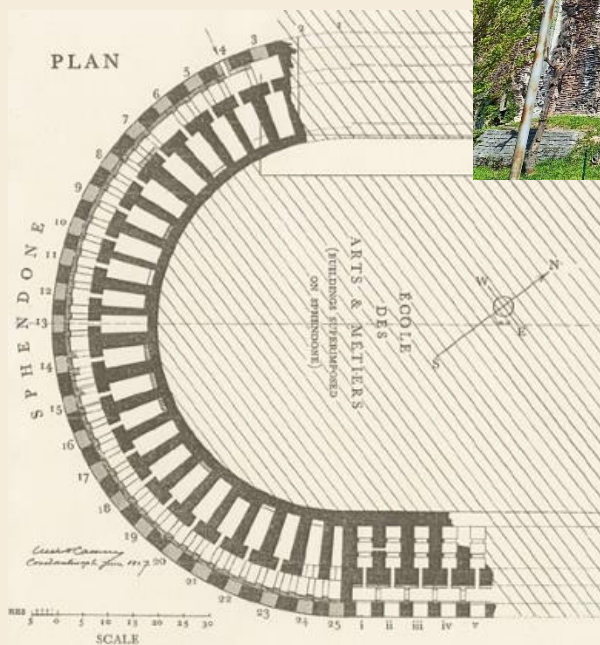 PLAN
SPHENDONE
1
2
3
4
5
6
7
8
9
10
11
12
13
14
15
16
17
18
19
20
21
22
23
24
25
I
II
III
IV
V
ÉCOLE
DES
ARTS & METIERS
(BUILDINGS SUPERIMPOSED
ON SPHENDONE)
N
W
E
S
5 0 5 10 15 20 25 30
SCALE